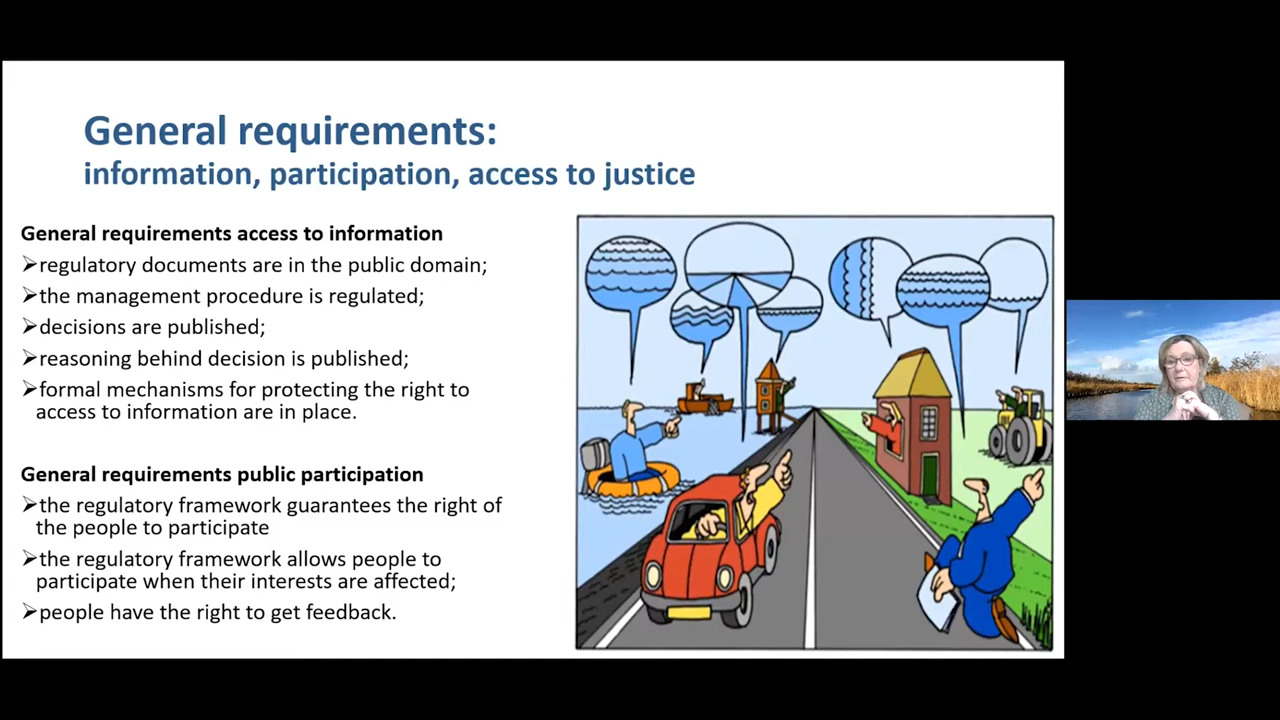 General requirements:
information, participation, access to justice
General requirements access to information
➢regulatory documents are in the public domain;
➢the management procedure is regulated;
➢decisions are published;
➢reasoning behind decision is published;
➢formal mechanisms for protecting the right to
access to information are in place.
General requirements public participation
➢the regulatory framework guarantees the right of
the people to participate
➢the regulatory framework allows people to
participate when their interests are affected;
➢people have the right to get feedback.